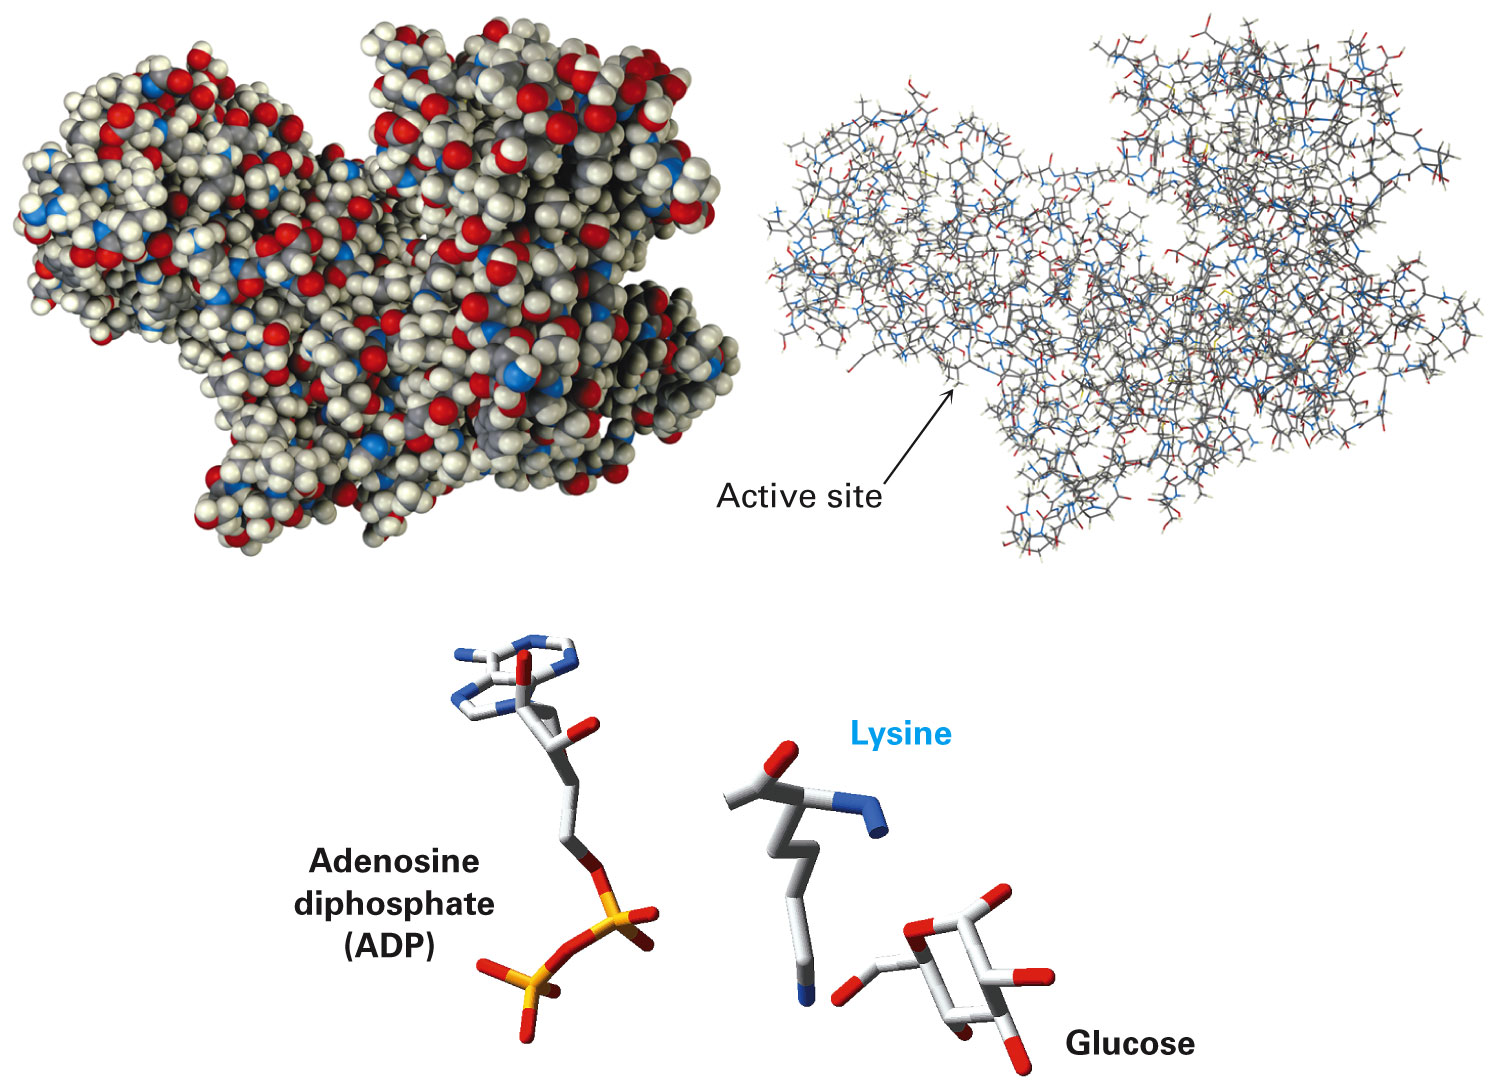 Active site
Lysine
Adenosine
diphosphate
(ADP)
Glucose